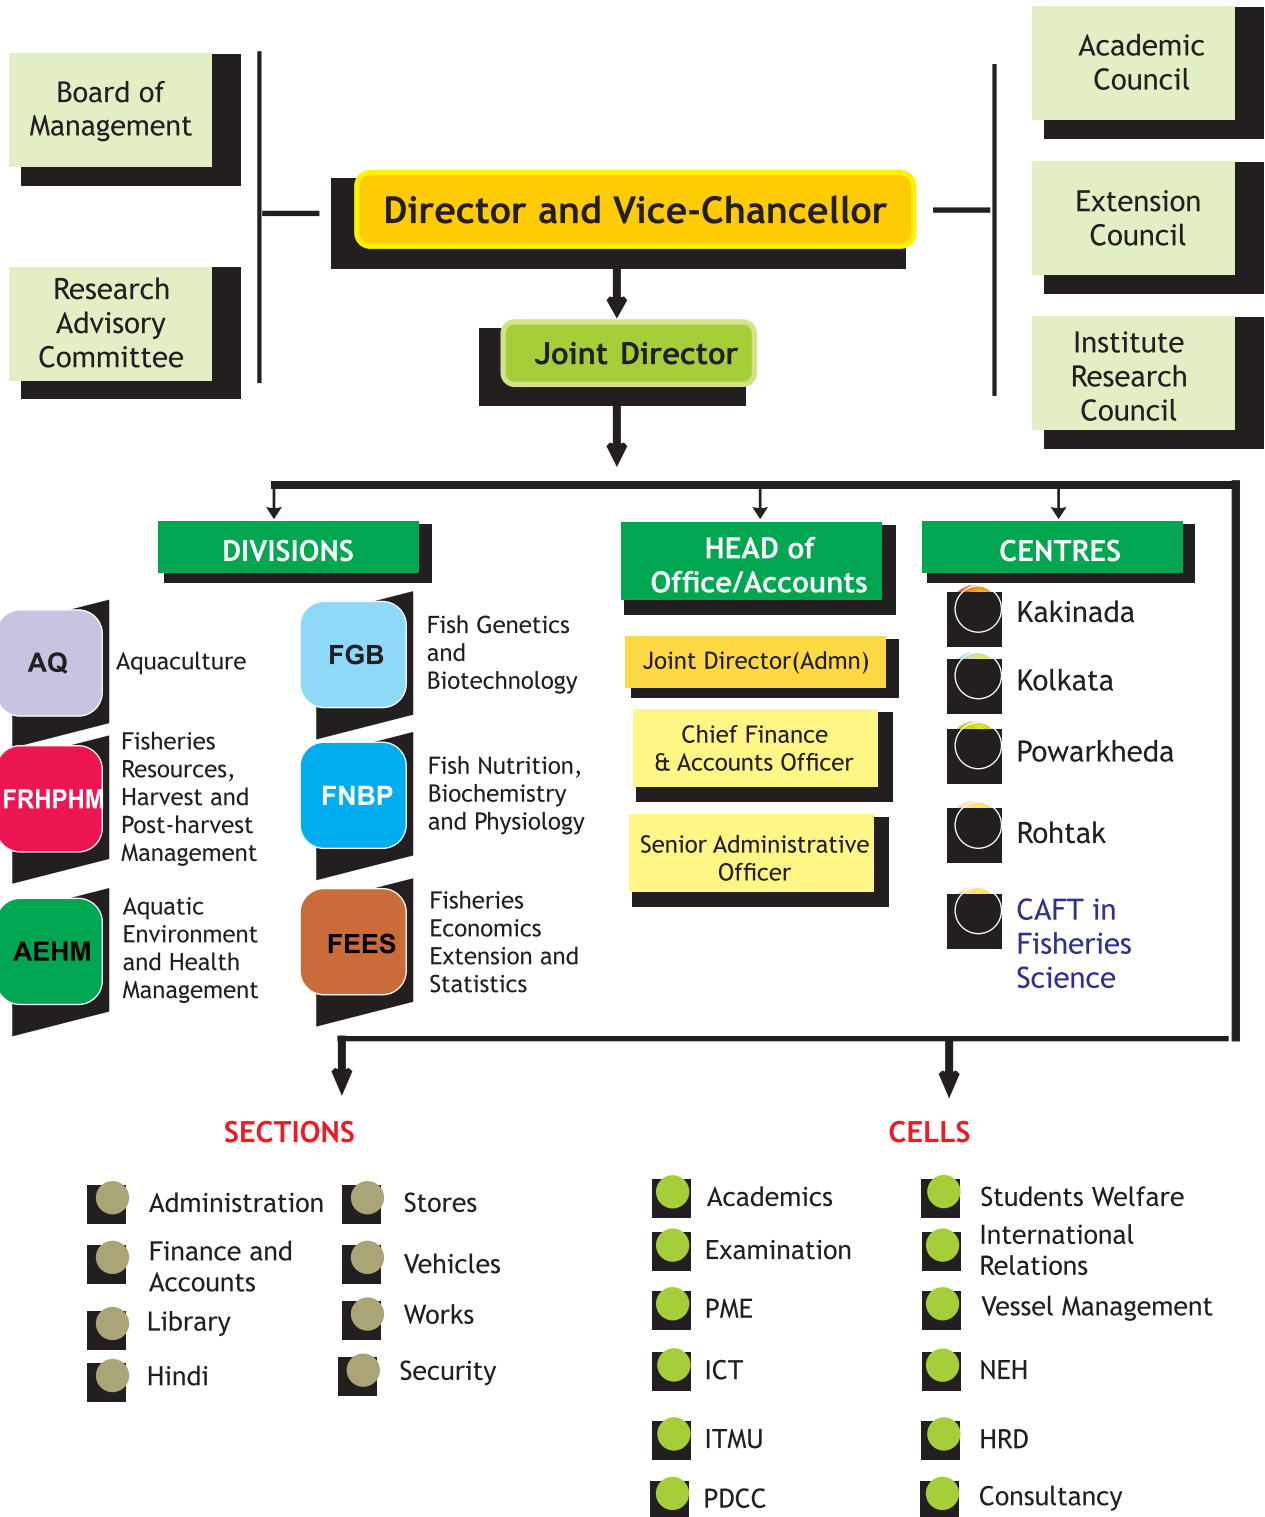 Board of
Management
Research
Advisory
Committee
Director and Vice-Chancellor
Joint Director
Academic
Council
Extension
Council
Institute
Research
Council
DIVISIONS
AQ
Aquaculture
FRHPHM
Fisheries
Resources,
Harvest and
Post-harvest
Management
AEHM
Aquatic
Environment
and Health
Management
FGB
Fish Genetics
and
Biotechnology
FNBP
Fish Nutrition,
Biochemistry
and Physiology
FEES
Fisheries
Economics
Extension and
Statistics
HEAD of
Office/Accounts
Joint Director(Admn)
Chief Finance
& Accounts Officer
Senior Administrative
Officer
CENTRES
Kakinada
Kolkata
Powarkheda
Rohtak
CAFT in
Fisheries
Science
SECTIONS
Administration
Finance and
Accounts
Library
Hindi
Stores
Vehicles
Works
Security
CELLS
Academics
Examination
PME
ICT
ITMU
PDCC
Students Welfare
International
Relations
Vessel Management
NEH
HRD
Consultancy